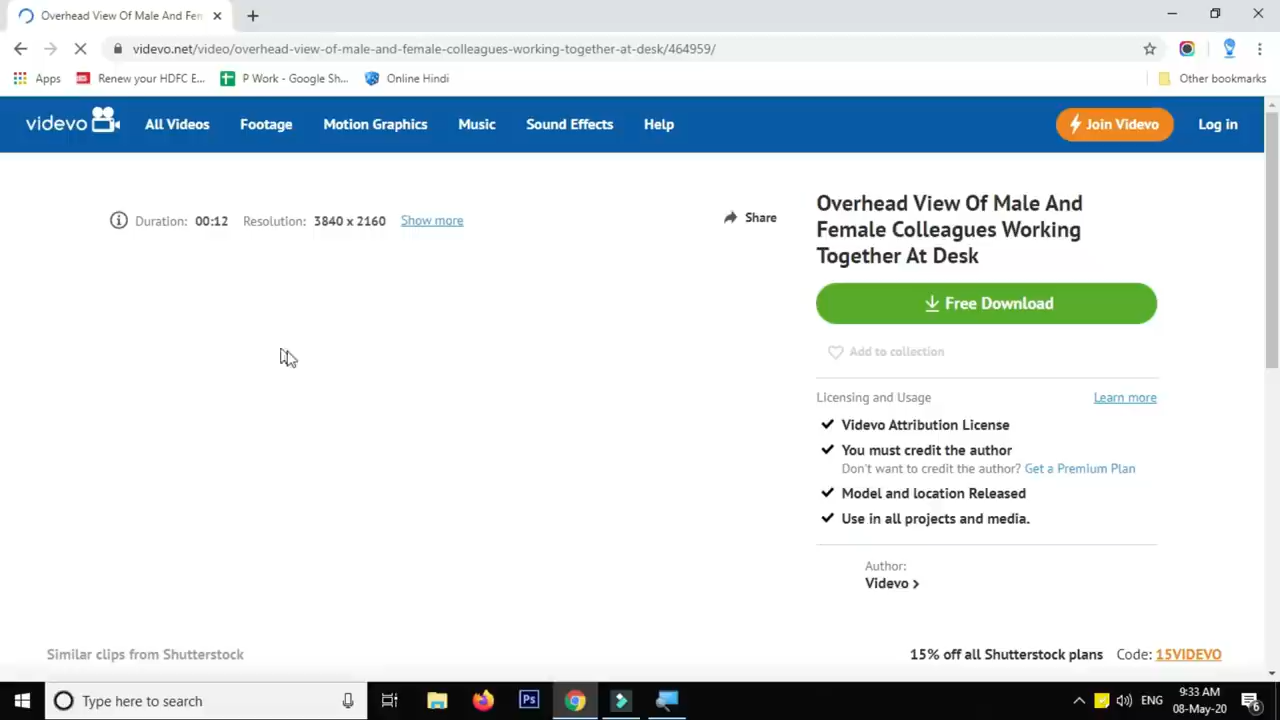 Overhead View Of Male And Fem
videvo.net/video/overhead-view-of-male-and-female-colleagues-working-together-at-desk/464959/
Apps Renew your HDFC E... P Work - Google Sh... Online Hindi Other bookmarks
videvo All Videos Footage Motion Graphics Music Sound Effects Help Join Videvo Log in
Duration: 00:12 Resolution: 3840 x 2160 Show more Share
Overhead View Of Male And
Female Colleagues Working
Together At Desk
Free Download
Add to collection
Licensing and Usage Learn more
Videvo Attribution License
You must credit the author
Don't want to credit the author? Get a Premium Plan
Model and location Released
Use in all projects and media.
Author:
Videvo
Similar clips from Shutterstock 15% off all Shutterstock plans Code: 15VIDEVO
Type here to search Ps ENG 9:33 AM
08-May-20 6